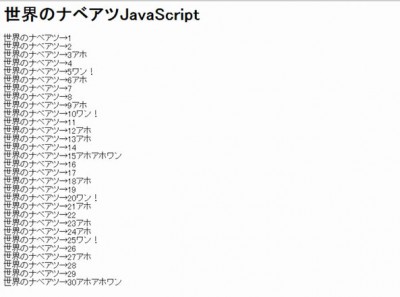 世界のナベアツJavaScript
世界のナベアツ→1
世界のナベアツ→2
世界のナベアツ→3アホ
世界のナベアツ→4
世界のナベアツ→5ワン！
世界のナベアツ→6アホ
世界のナベアツ→7
世界のナベアツ→8
世界のナベアツ→9アホ
世界のナベアツ→10ワン！
世界のナベアツ→11
世界のナベアツ→12アホ
世界のナベアツ→13アホ
世界のナベアツ→14
世界のナベアツ→15アホアホワン
世界のナベアツ→16
世界のナベアツ→17
世界のナベアツ→18アホ
世界のナベアツ→19
世界のナベアツ→20ワン！
世界のナベアツ→21アホ
世界のナベアツ→22
世界のナベアツ→23アホ
世界のナベアツ→24アホ
世界のナベアツ→25ワン！
世界のナベアツ→26
世界のナベアツ→27アホ
世界のナベアツ→28
世界のナベアツ→29
世界のナベアツ→30アホアホワン